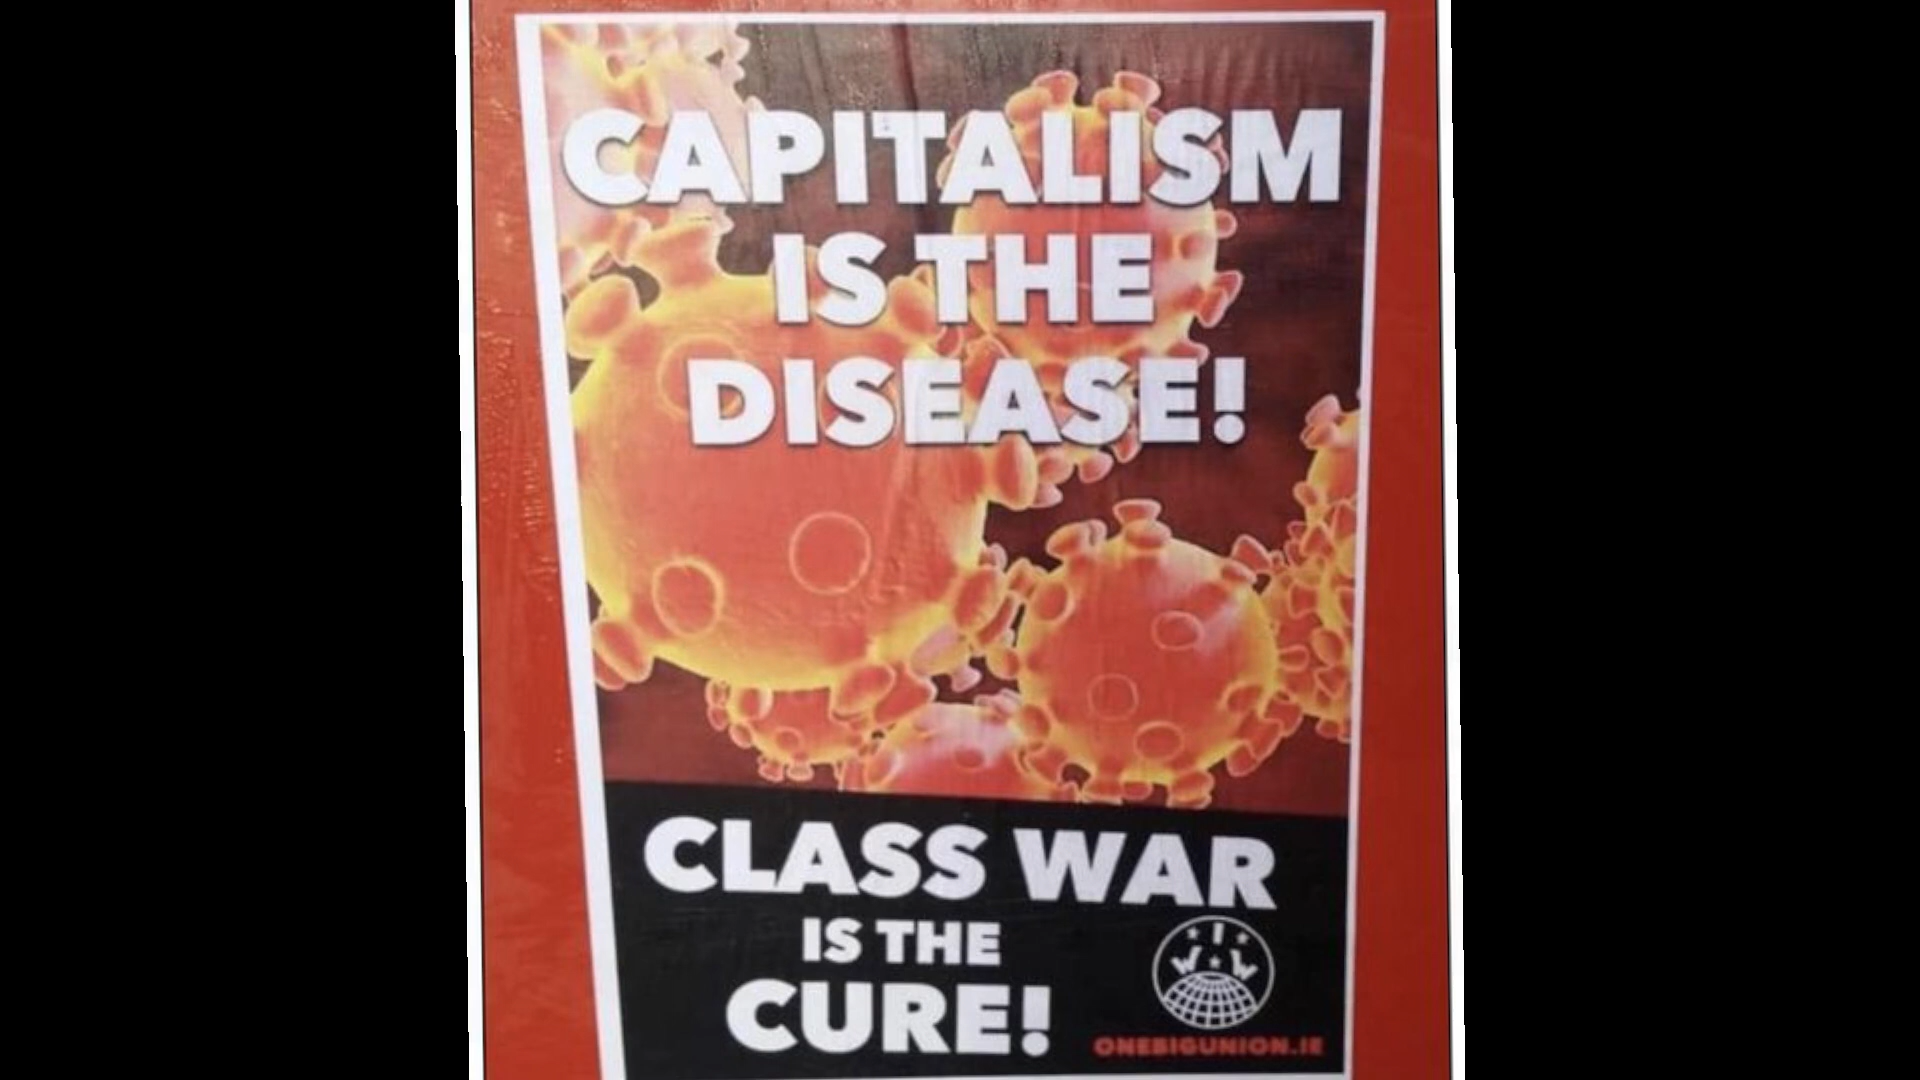 CAPITALISM
IS THE
DISEASE!
CLASS WAR
IS THE
CURE!
I
W W
ONEBIGUNION.IE